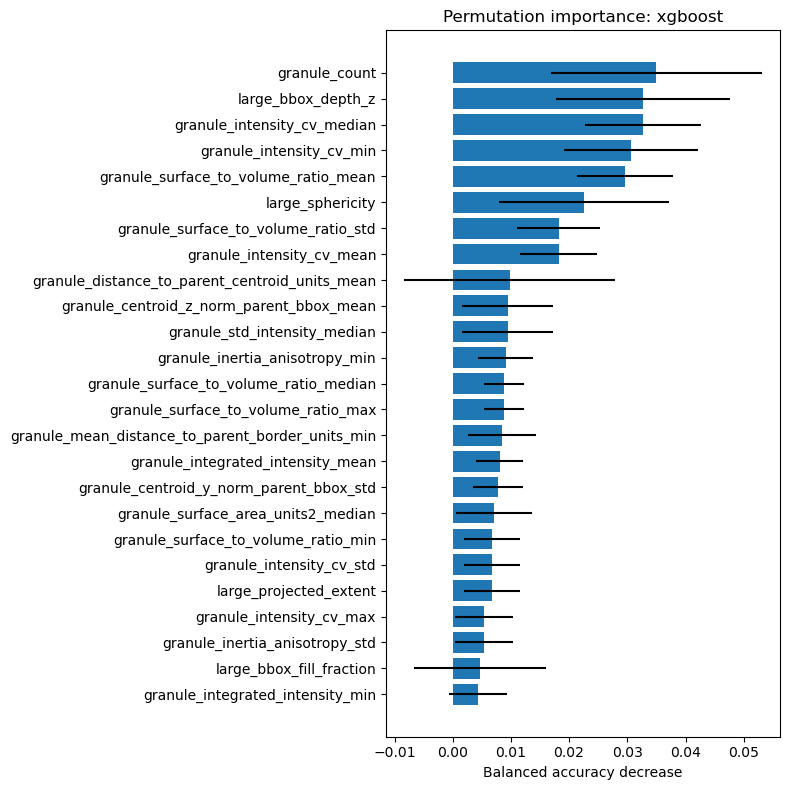 Permutation importance: xgboost
granule_count
large_bbox_depth_z
granule_intensity_cv_median
granule_intensity_cv_min
granule_surface_to_volume_ratio_mean
large_sphericity
granule_surface_to_volume_ratio_std
granule_intensity_cv_mean
granule_distance_to_parent_centroid_units_mean
granule_centroid_z_norm_parent_bbox_mean
granule_std_intensity_median
granule_inertia_anisotropy_min
granule_surface_to_volume_ratio_median
granule_surface_to_volume_ratio_max
granule_mean_distance_to_parent_border_units_min
granule_integrated_intensity_mean
granule_centroid_y_norm_parent_bbox_std
granule_surface_area_units2_median
granule_surface_to_volume_ratio_min
granule_intensity_cv_std
large_projected_extent
granule_intensity_cv_max
granule_inertia_anisotropy_std
large_bbox_fill_fraction
granule_integrated_intensity_min
−0.01 0.00 0.01 0.02 0.03 0.04 0.05
Balanced accuracy decrease